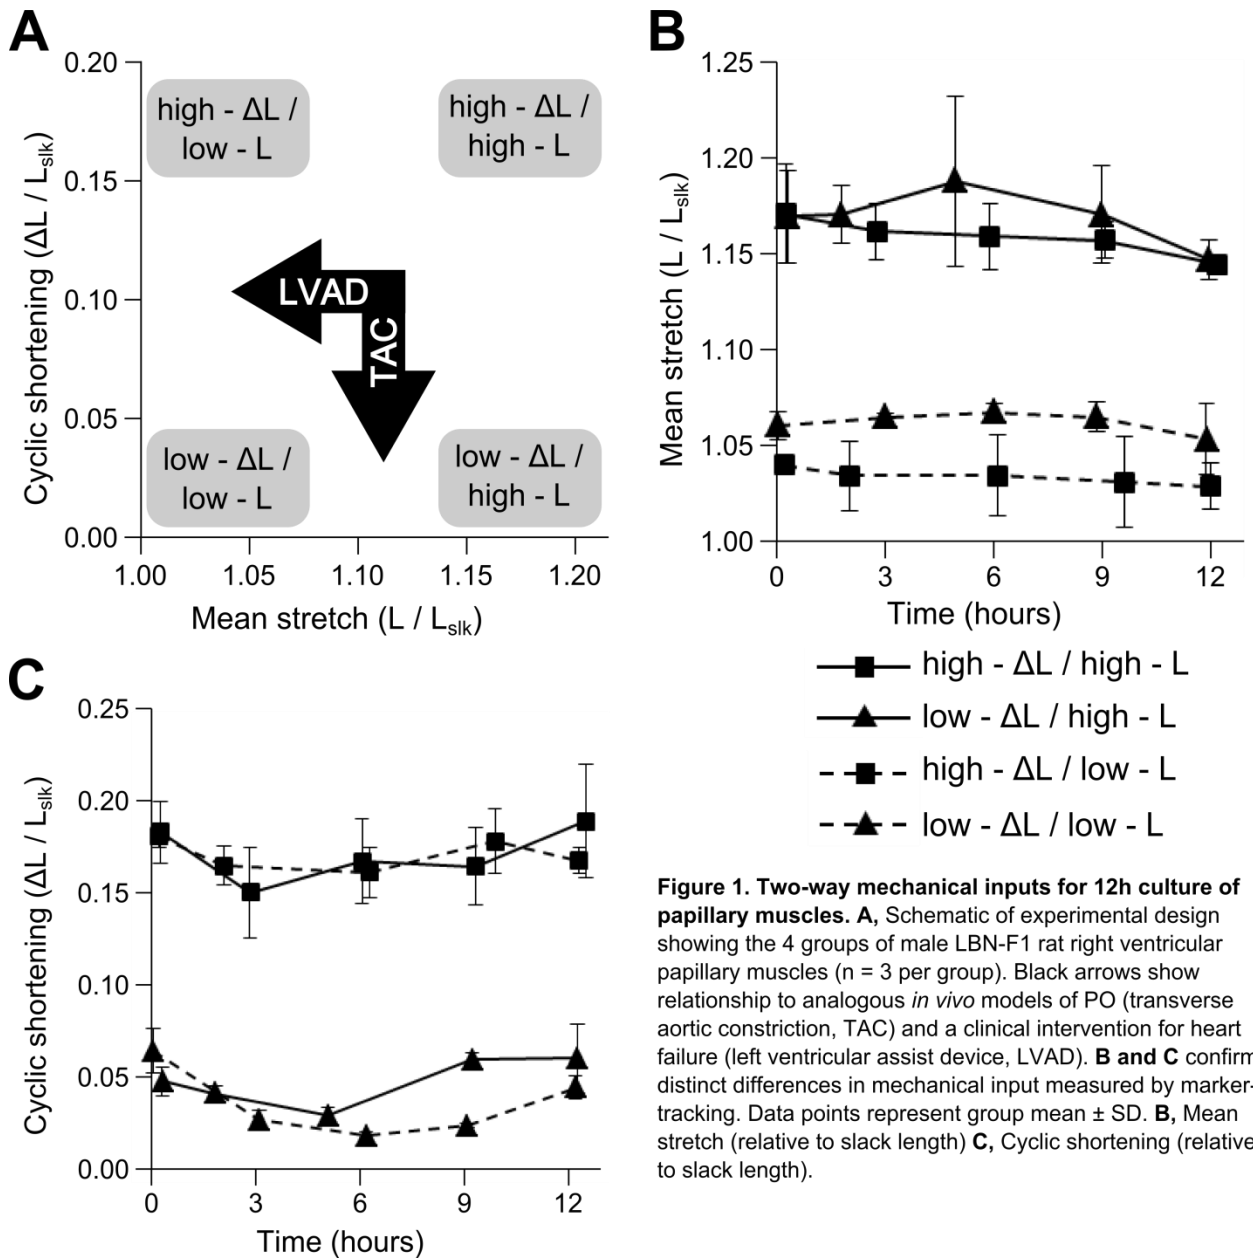 A
Cyclic shortening (ΔL / Lslk)
0.20
0.15
0.10
0.05
0.00
high - ΔL /
low - L
high - ΔL /
high - L
LVAD
TAC
low - ΔL /
low - L
low - ΔL /
high - L
1.00 1.05 1.10 1.15 1.20
Mean stretch (L / Lslk)
B
Mean stretch (L / Lslk)
1.25
1.20
1.15
1.10
1.05
1.00
0 3 6 9 12
Time (hours)
high - ΔL / high - L
low - ΔL / high - L
high - ΔL / low - L
low - ΔL / low - L
C
Cyclic shortening (ΔL / Lslk)
0.25
0.20
0.15
0.10
0.05
0.00
0 3 6 9 12
Time (hours)
Figure 1. Two-way mechanical inputs for 12h culture of
papillary muscles. A, Schematic of experimental design
showing the 4 groups of male LBN-F1 rat right ventricular
papillary muscles (n = 3 per group). Black arrows show
relationship to analogous in vivo models of PO (transverse
aortic constriction, TAC) and a clinical intervention for heart
failure (left ventricular assist device, LVAD). B and C confirm
distinct differences in mechanical input measured by marker-
tracking. Data points represent group mean ± SD. B, Mean
stretch (relative to slack length) C, Cyclic shortening (relative
to slack length).